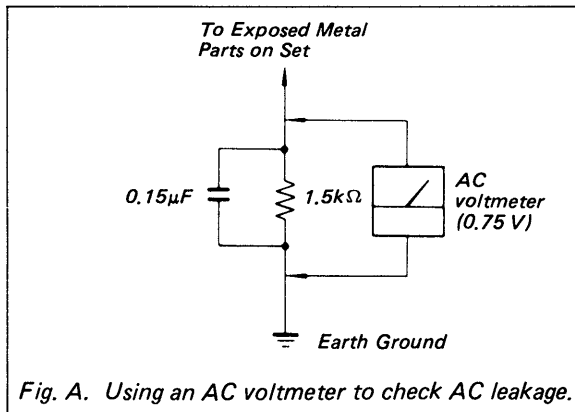 To Exposed Metal
Parts on Set
0.15μF
1.5kΩ
AC
voltmeter
(0.75 V)
Earth Ground
Fig. A. Using an AC voltmeter to check AC leakage.